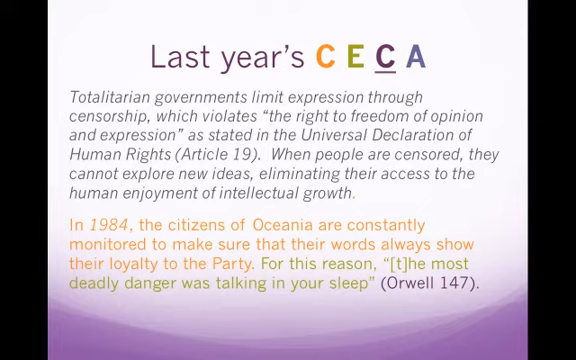 Last year's C E C A
Totalitarian governments limit expression through
censorship, which violates "the right to freedom of opinion
and expression" as stated in the Universal Declaration of
Human Rights (Article 19).  When people are censored, they
cannot explore new ideas, eliminating their access to the
human enjoyment of intellectual growth.
In 1984, the citizens of Oceania are constantly
monitored to make sure that their words always show
their loyalty to the Party. For this reason, "[t]he most
deadly danger was talking in your sleep" (Orwell 147).